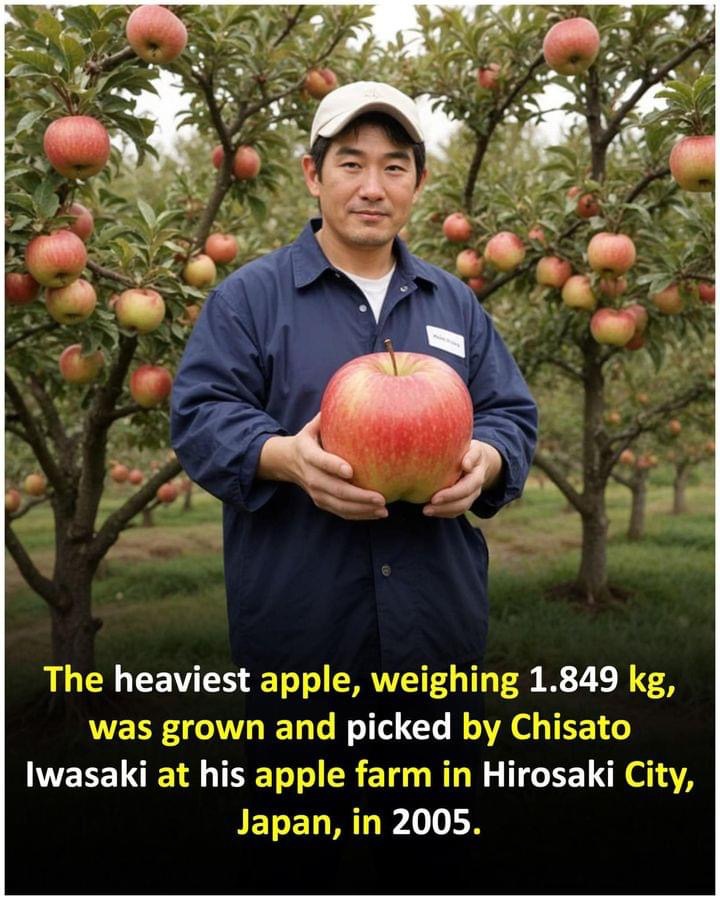 The heaviest apple, weighing 1.849 kg,
was grown and picked by Chisato
Iwasaki at his apple farm in Hirosaki City,
Japan, in 2005.